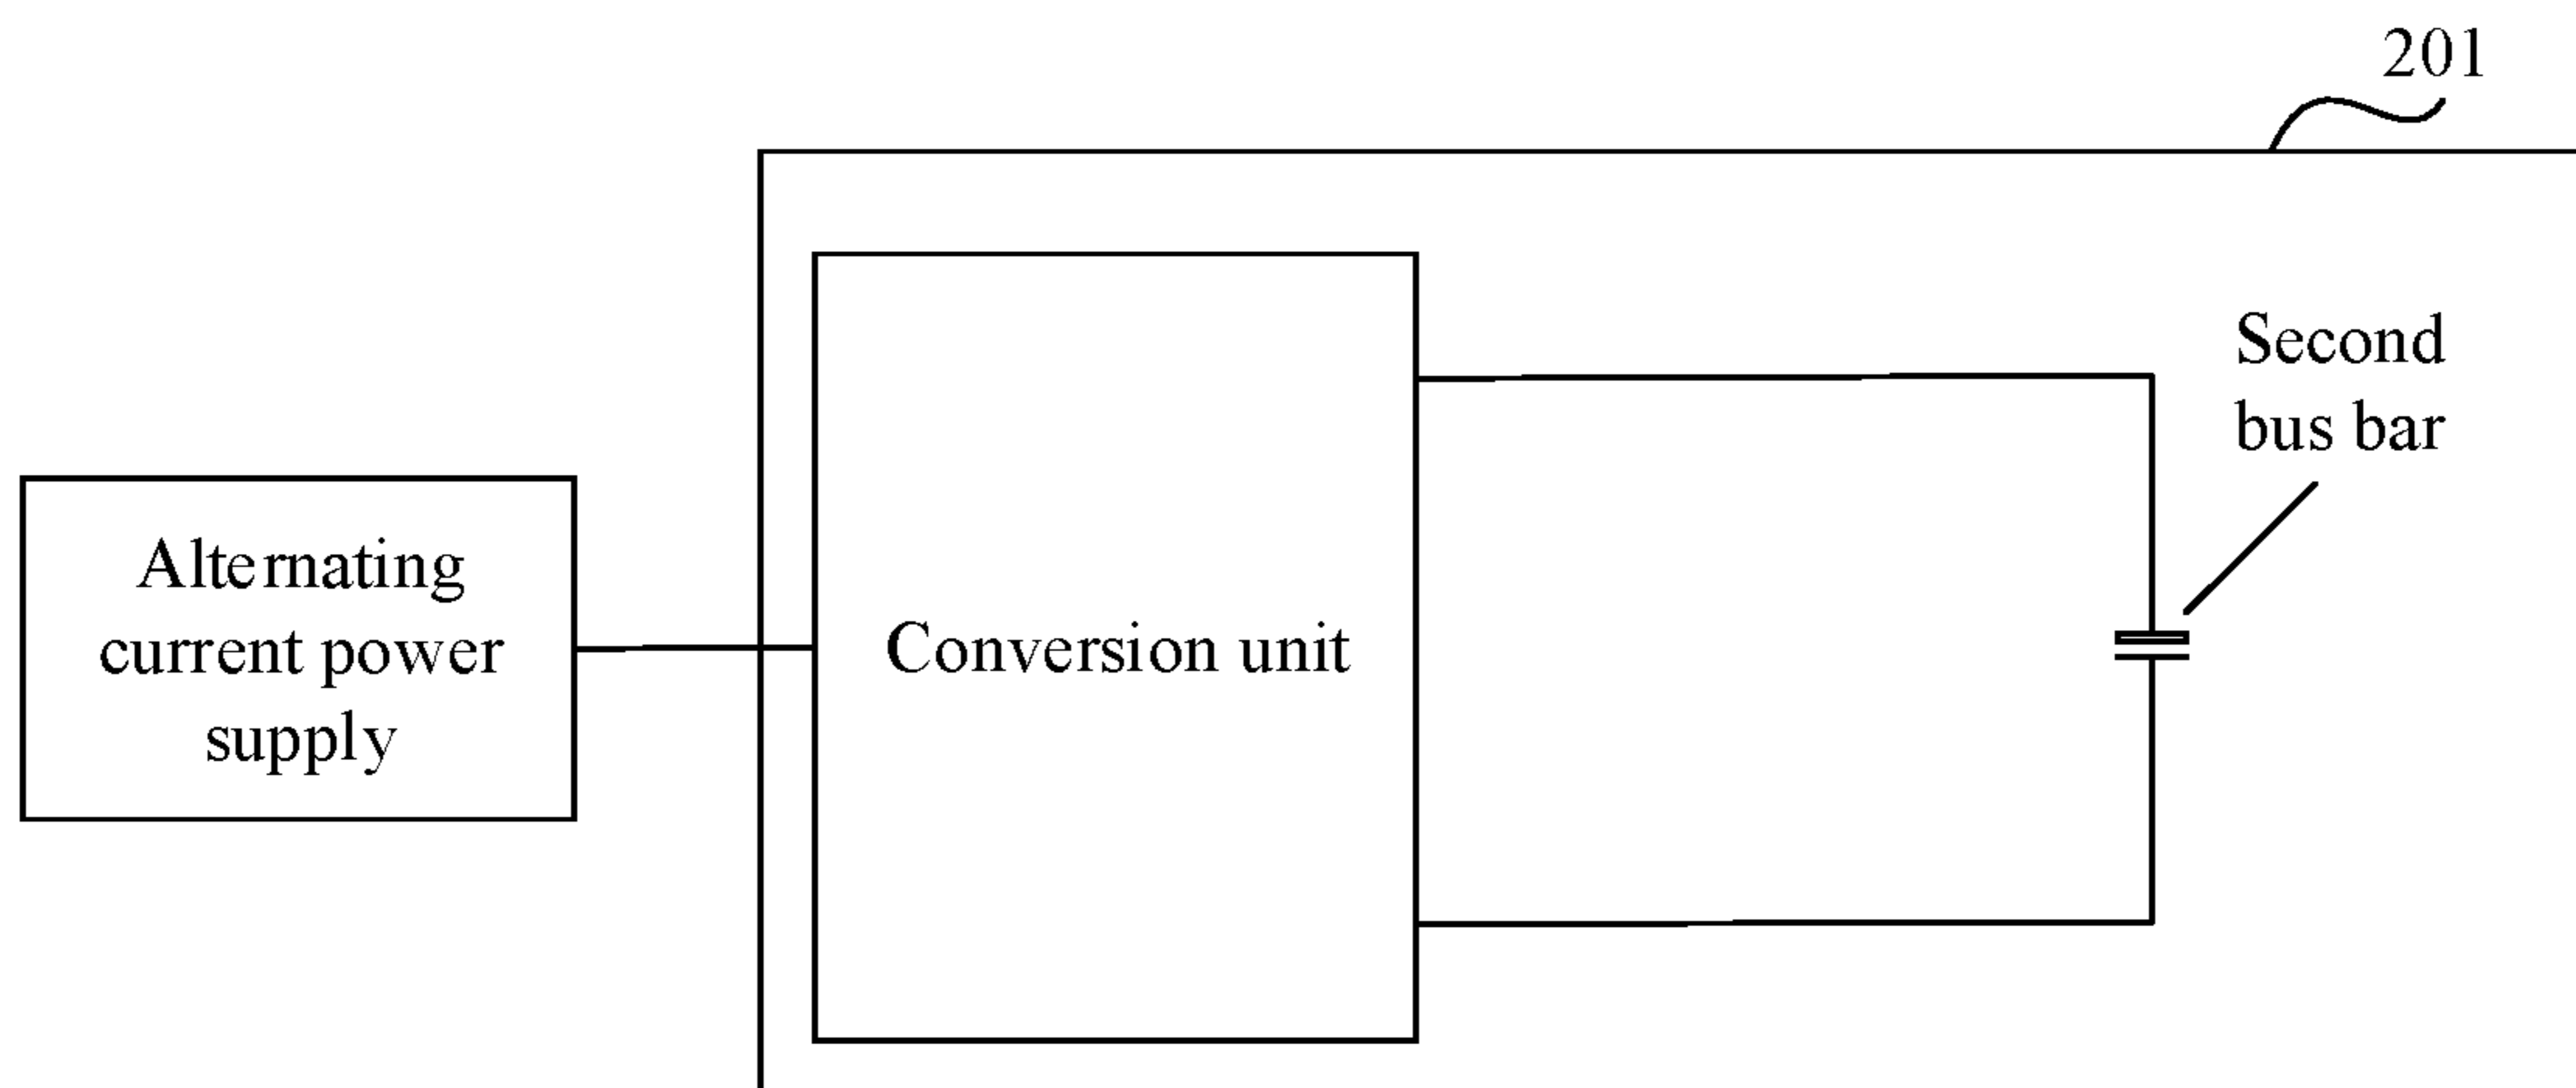 201
Second
bus bar
Alternating
current power
supply
Conversion unit